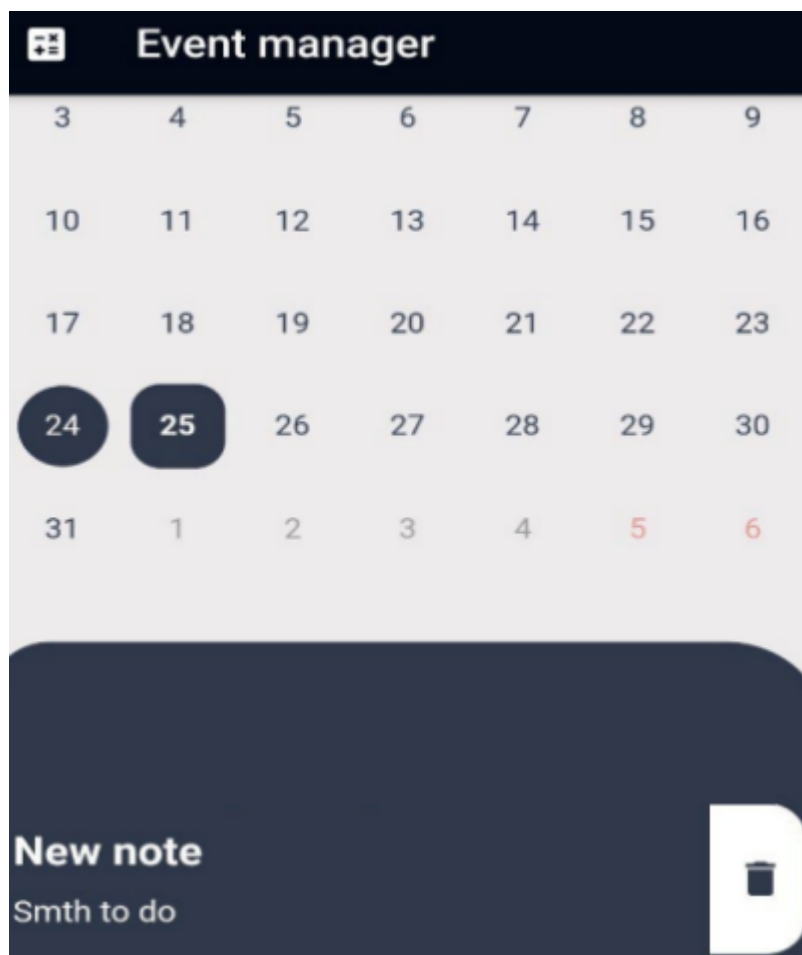 Event manager
3 4 5 6 7 8 9
10 11 12 13 14 15 16
17 18 19 20 21 22 23
24 25 26 27 28 29 30
31 1 2 3 4 5 6
New note
Smth to do